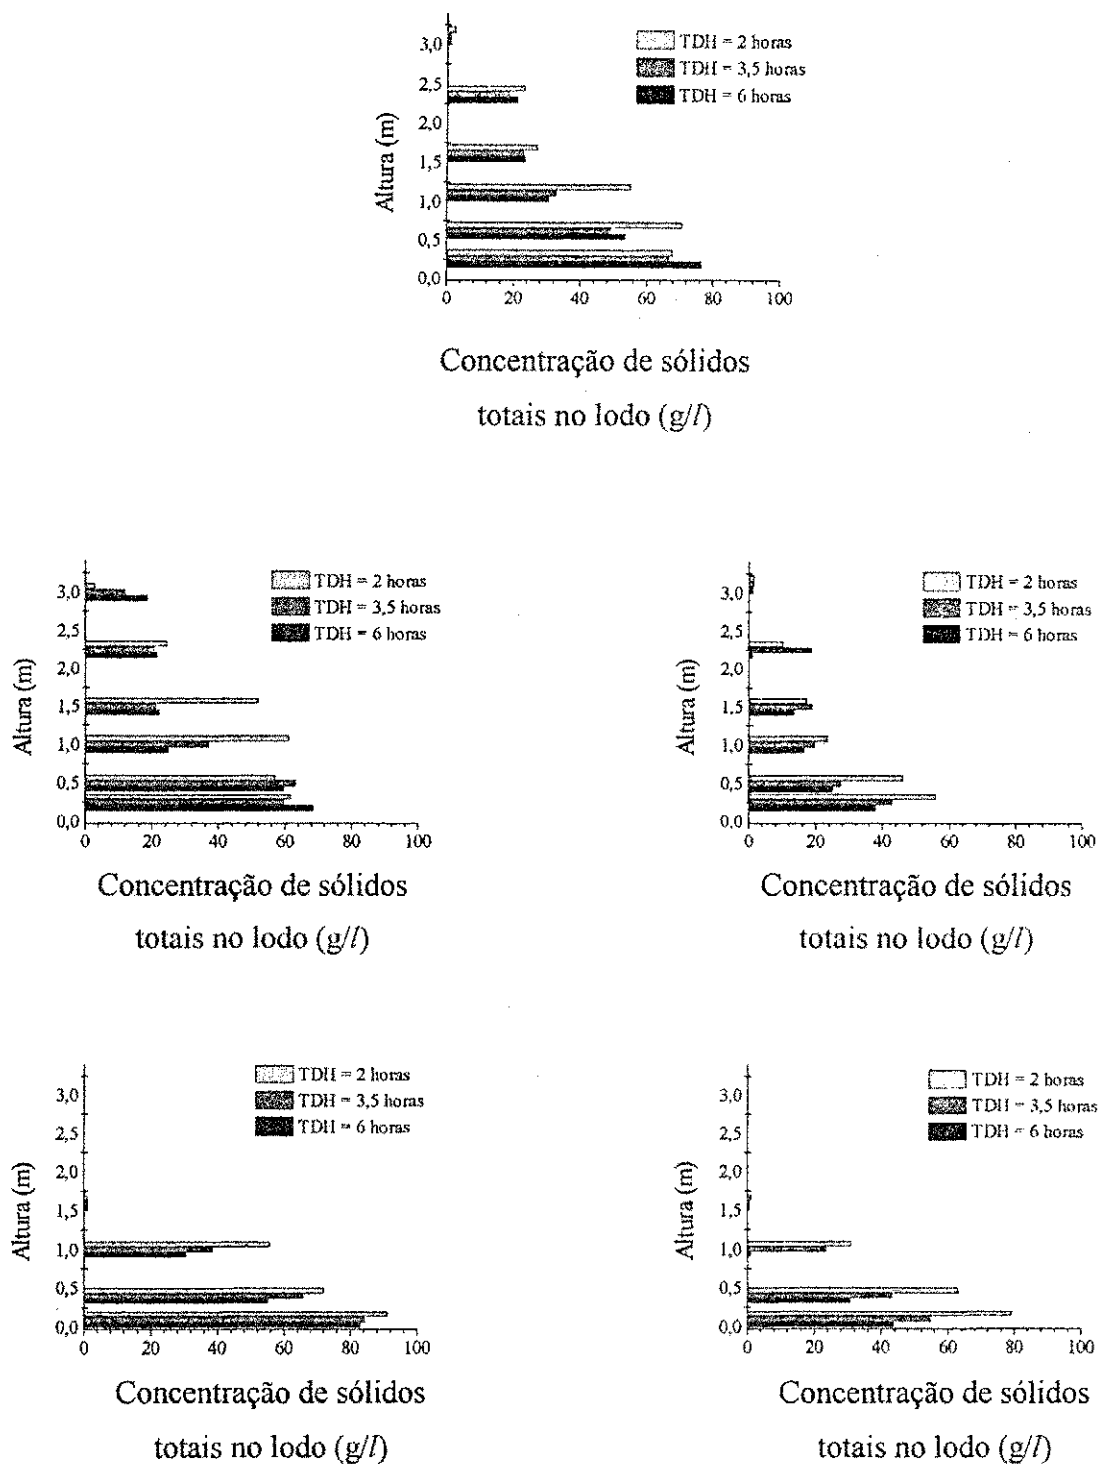 TDH = 2 horas
TDH = 3,5 horas
TDH = 6 horas
Altura (m)
3,0
2,5
2,0
1,5
1,0
0,5
0,0
0 20 40 60 80 100
Concentração de sólidos
totais no lodo (g/l)
TDH = 2 horas
TDH = 3,5 horas
TDH = 6 horas
Altura (m)
3,0
2,5
2,0
1,5
1,0
0,5
0,0
0 20 40 60 80 100
Concentração de sólidos
totais no lodo (g/l)
TDH = 2 horas
TDH = 3,5 horas
TDH = 6 horas
Altura (m)
3,0
2,5
2,0
1,5
1,0
0,5
0,0
0 20 40 60 80 100
Concentração de sólidos
totais no lodo (g/l)
TDH = 2 horas
TDH = 3,5 horas
TDH = 6 horas
Altura (m)
3,0
2,5
2,0
1,5
1,0
0,5
0,0
0 20 40 60 80 100
Concentração de sólidos
totais no lodo (g/l)
TDH = 2 horas
TDH = 3,5 horas
TDH = 6 horas
Altura (m)
3,0
2,5
2,0
1,5
1,0
0,5
0,0
0 20 40 60 80 100
Concentração de sólidos
totais no lodo (g/l)